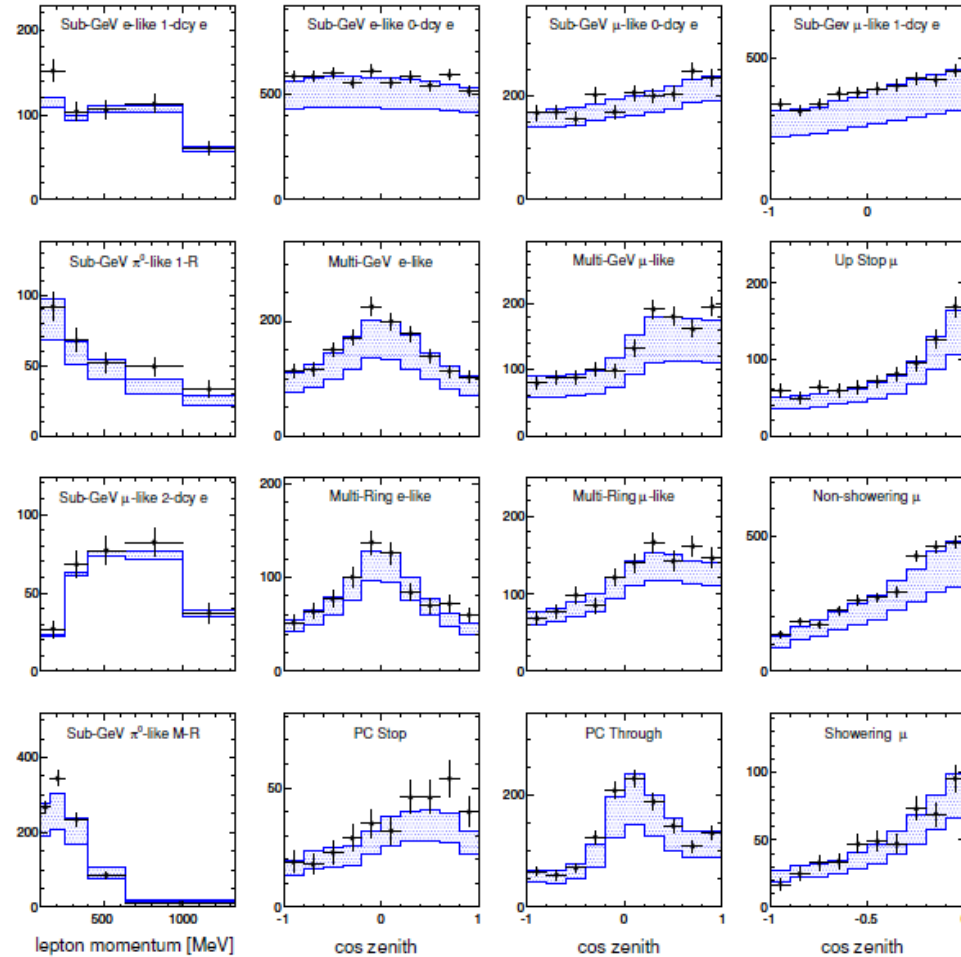 Sub-GeV e-like 1-dcy e
Sub-GeV e-like 0-dcy e
Sub-GeV μ-like 0-dcy e
Sub-Gev μ-like 1-dcy e
200
100
0
500
0
200
0
500
0
-1 0 1
Sub-GeV π⁰-like 1-R
Multi-GeV e-like
Multi-GeV μ-like
Up Stop μ
100
50
0
200
0
200
100
0
200
100
0
Sub-GeV μ-like 2-dcy e
Multi-Ring e-like
Multi-Ring μ-like
Non-showering μ
100
50
0
200
100
0
200
100
0
500
0
Sub-GeV π⁰-like M-R
PC Stop
PC Through
Showering μ
400
200
0
50
0
200
0
100
50
0
500 1000
-1 0 1
-1 0 1
-1 -0.5 0
lepton momentum [MeV]
cos zenith
cos zenith
cos zenith